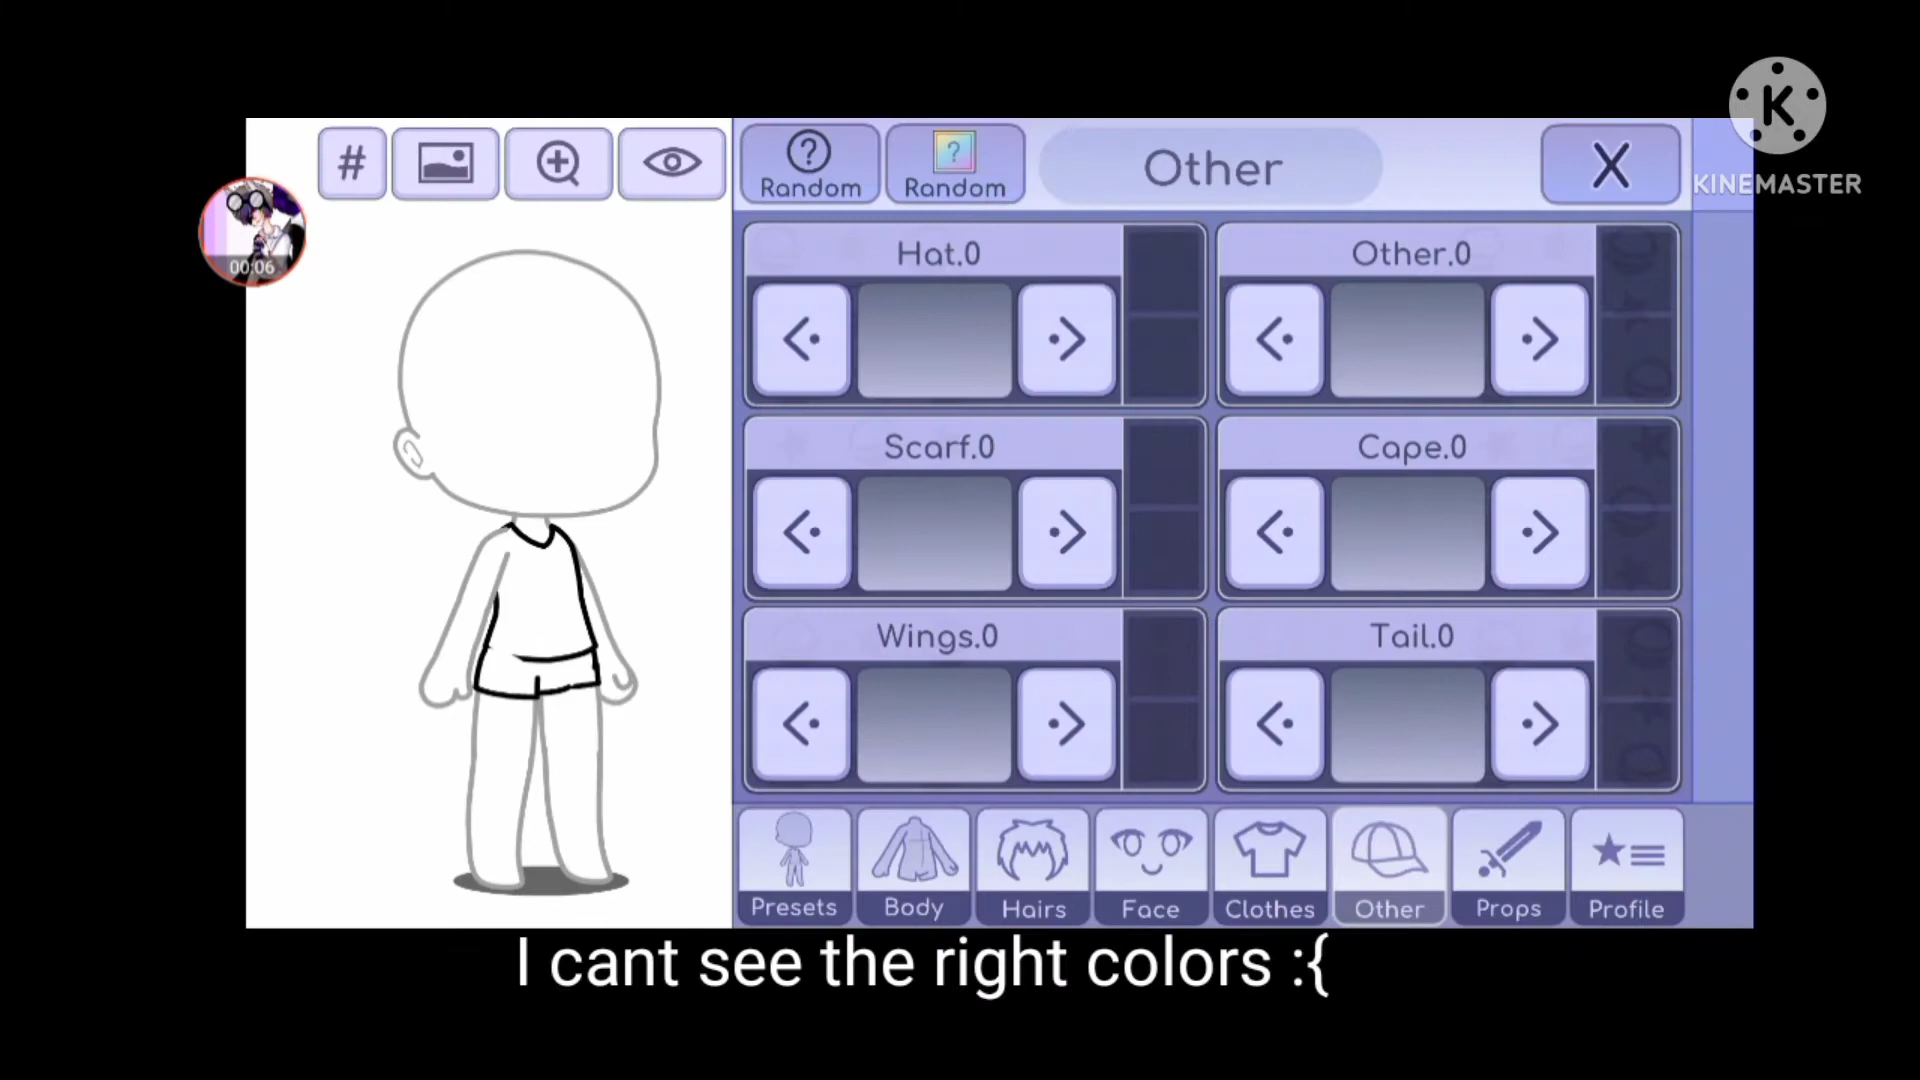 #
? Random
? Random
Other
X
K
KINEMASTER
00:06
Hat.0
Other.0
Scarf.0
Cape.0
Wings.0
Tail.0
Presets
Body
Hairs
Face
Clothes
Other
Props
Profile
I cant see the right colors :{